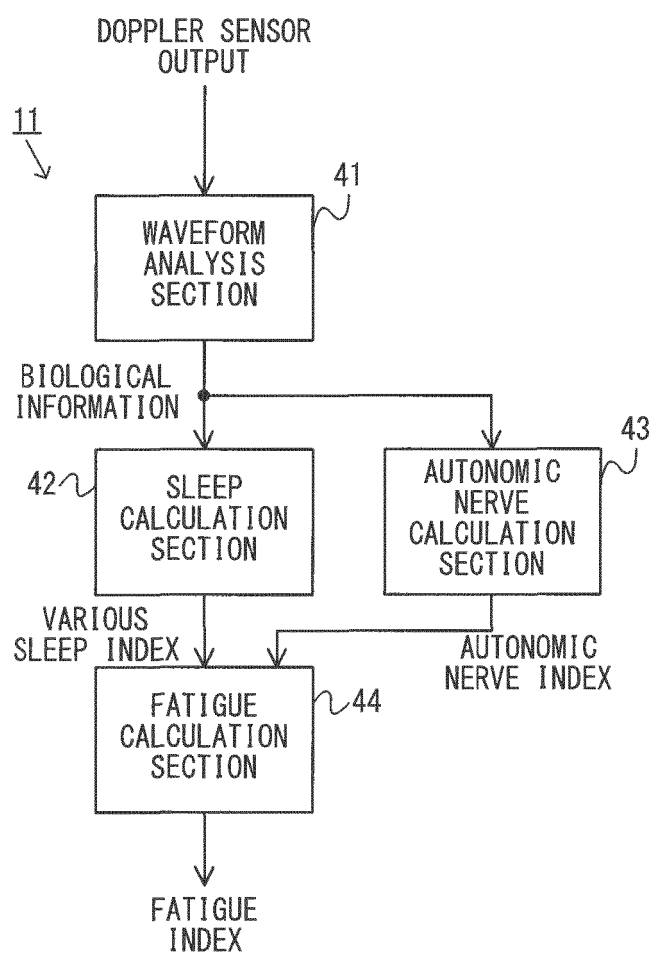 DOPPLER SENSOR
OUTPUT
11
41
WAVEFORM
ANALYSIS
SECTION
BIOLOGICAL
INFORMATION
42
SLEEP
CALCULATION
SECTION
43
AUTONOMIC
NERVE
CALCULATION
SECTION
VARIOUS
SLEEP INDEX
AUTONOMIC
NERVE INDEX
44
FATIGUE
CALCULATION
SECTION
FATIGUE
INDEX